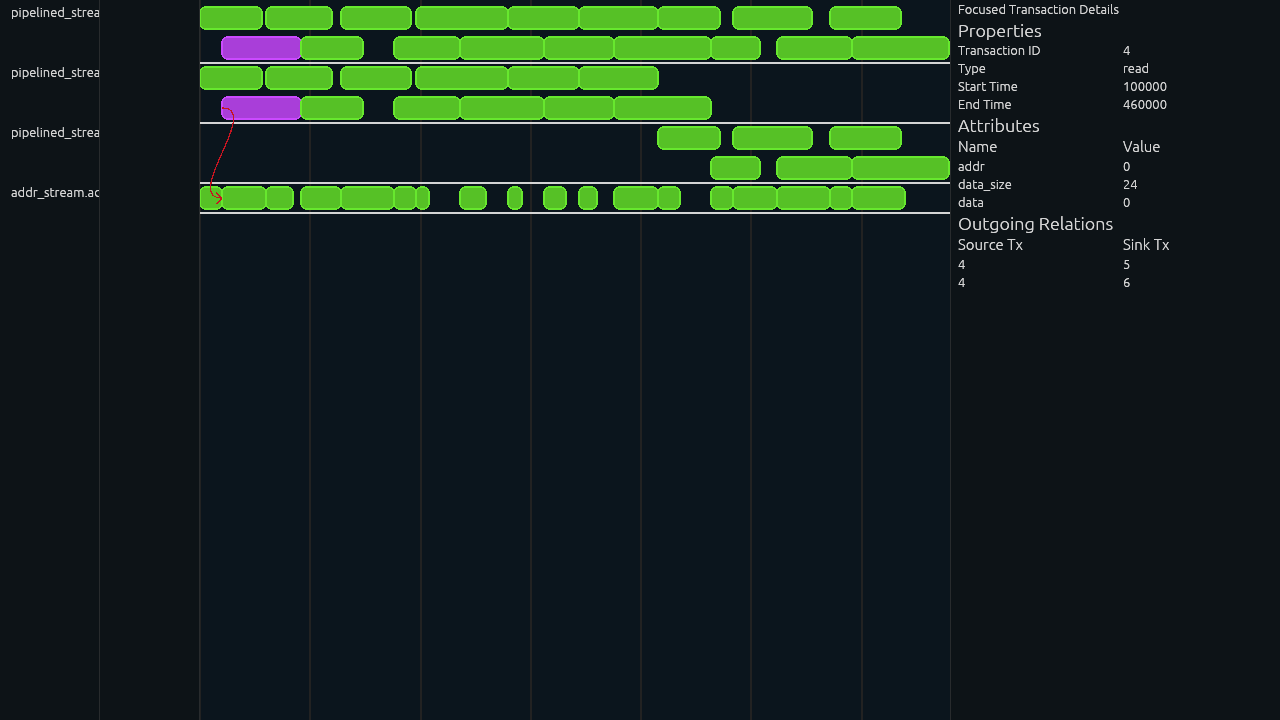 pipelined_strea
pipelined_strea
pipelined_strea
addr_stream.ac
Focused Transaction Details
Properties
Transaction ID 4
Type read
Start Time 100000
End Time 460000
Attributes
Name Value
addr 0
data_size 24
data 0
Outgoing Relations
Source Tx Sink Tx
4 5
4 6